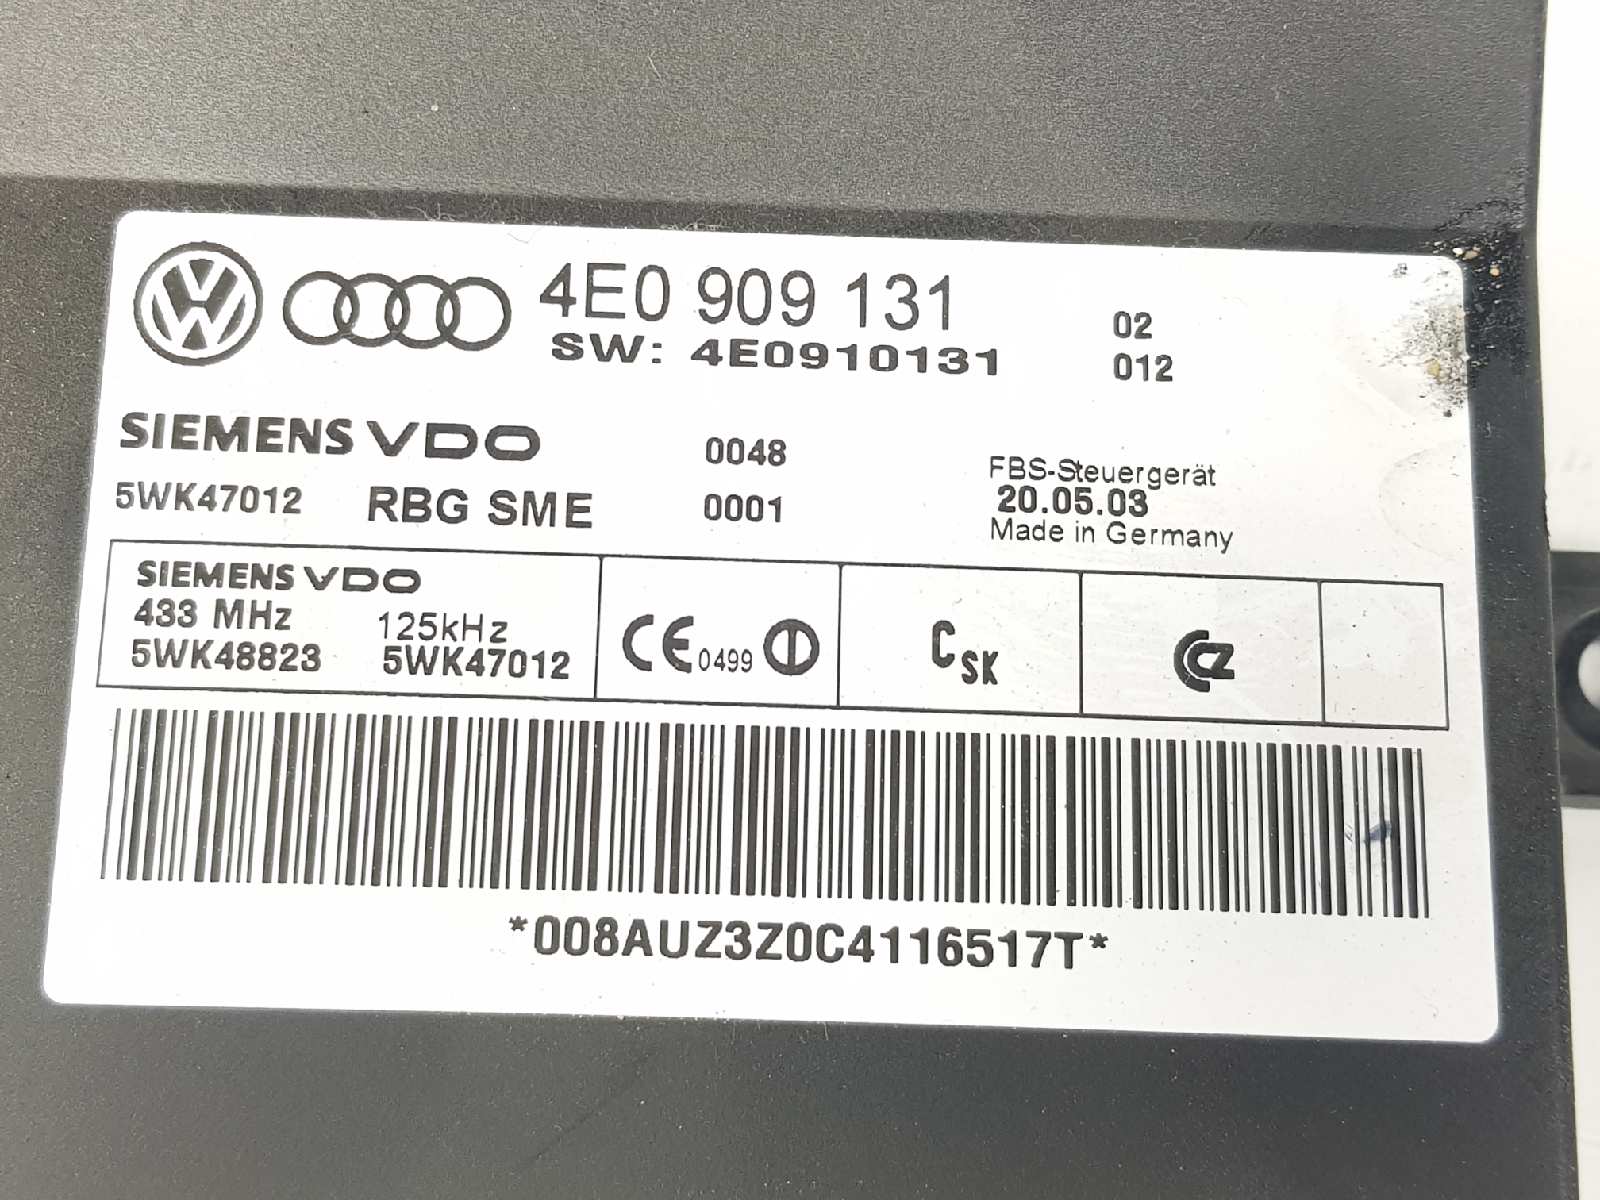 4E0 909 131 02
SW: 4E0910131 012
SIEMENS VDO 0048 FBS-Steuergerät
5WK47012 RBG SME 0001 20.05.03
Made in Germany
SIEMENS VDO
433 MHz 125kHz
5WK48823 5WK47012
CE 0499
CSK
CZ
*008AUZ3Z0C4116517T*